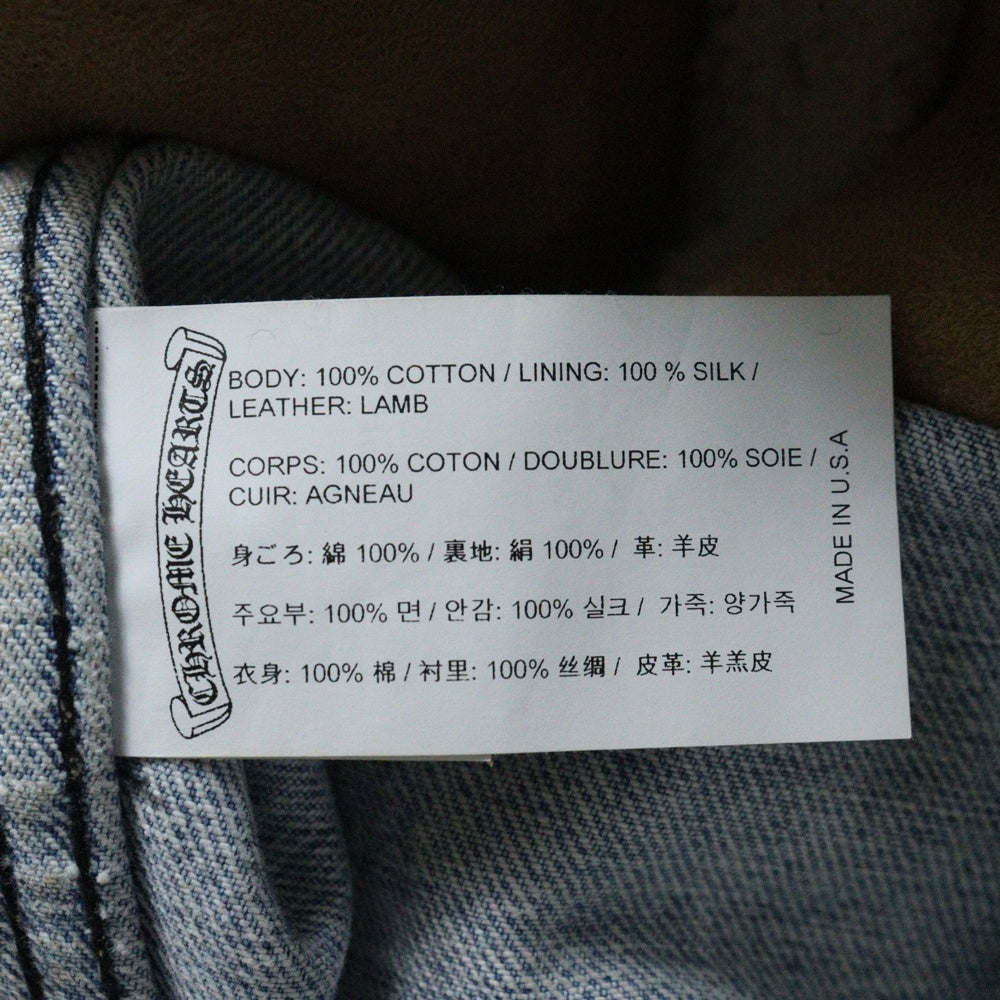 CHROME HEARTS
BODY: 100% COTTON / LINING: 100 % SILK /
LEATHER: LAMB
CORPS: 100% COTON / DOUBLURE: 100% SOIE /
CUIR: AGNEAU
身ごろ: 綿 100% / 裏地: 絹 100% / 革: 羊皮
주요부: 100% 면 / 안감: 100% 실크 / 가죽: 양가죽
衣身: 100% 棉 / 衬里: 100% 丝绸 / 皮革: 羊羔皮
MADE IN U.S.A